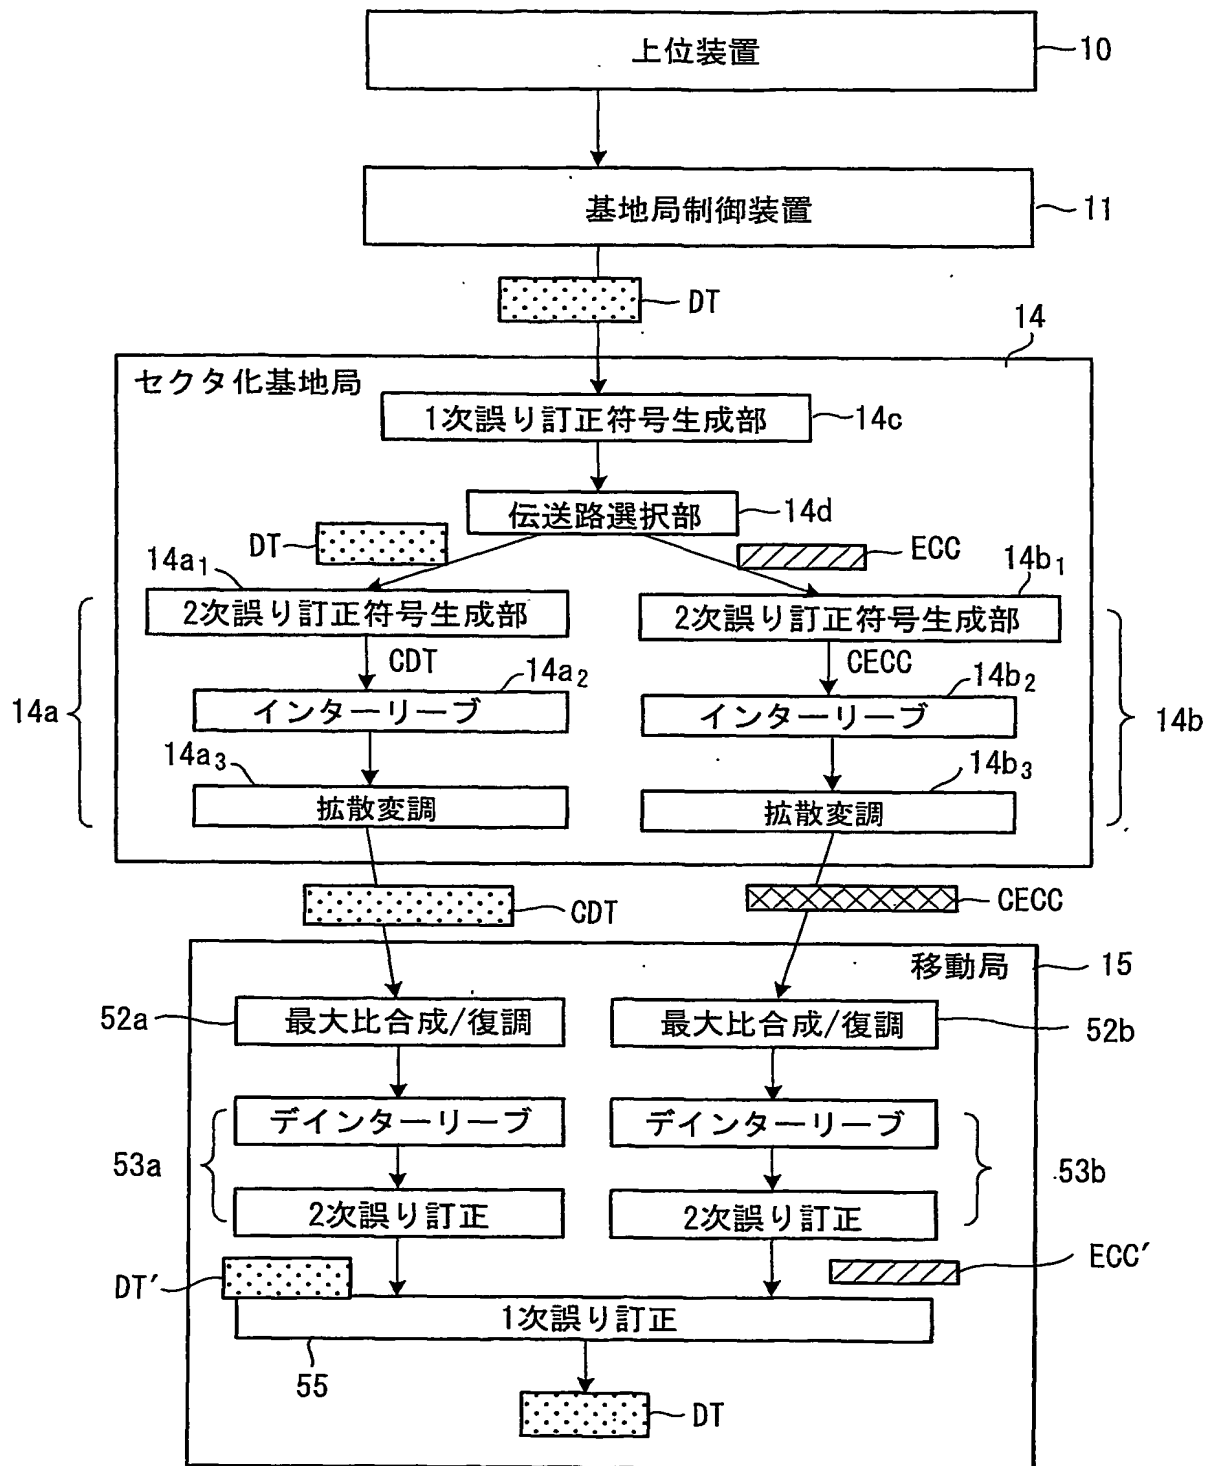 上位装置
10
基地局制御装置
11
DT
14
セクタ化基地局
1次誤り訂正符号生成部
14c
伝送路選択部
14d
DT
ECC
14a1
14b1
2次誤り訂正符号生成部
2次誤り訂正符号生成部
CDT
CECC
14a2
14b2
14a
インターリーブ
インターリーブ
14b
14a3
14b3
拡散変調
拡散変調
CDT
CECC
移動局
15
52a
最大比合成/復調
最大比合成/復調
52b
デインターリーブ
デインターリーブ
53a
53b
2次誤り訂正
2次誤り訂正
DT′
ECC′
1次誤り訂正
55
DT